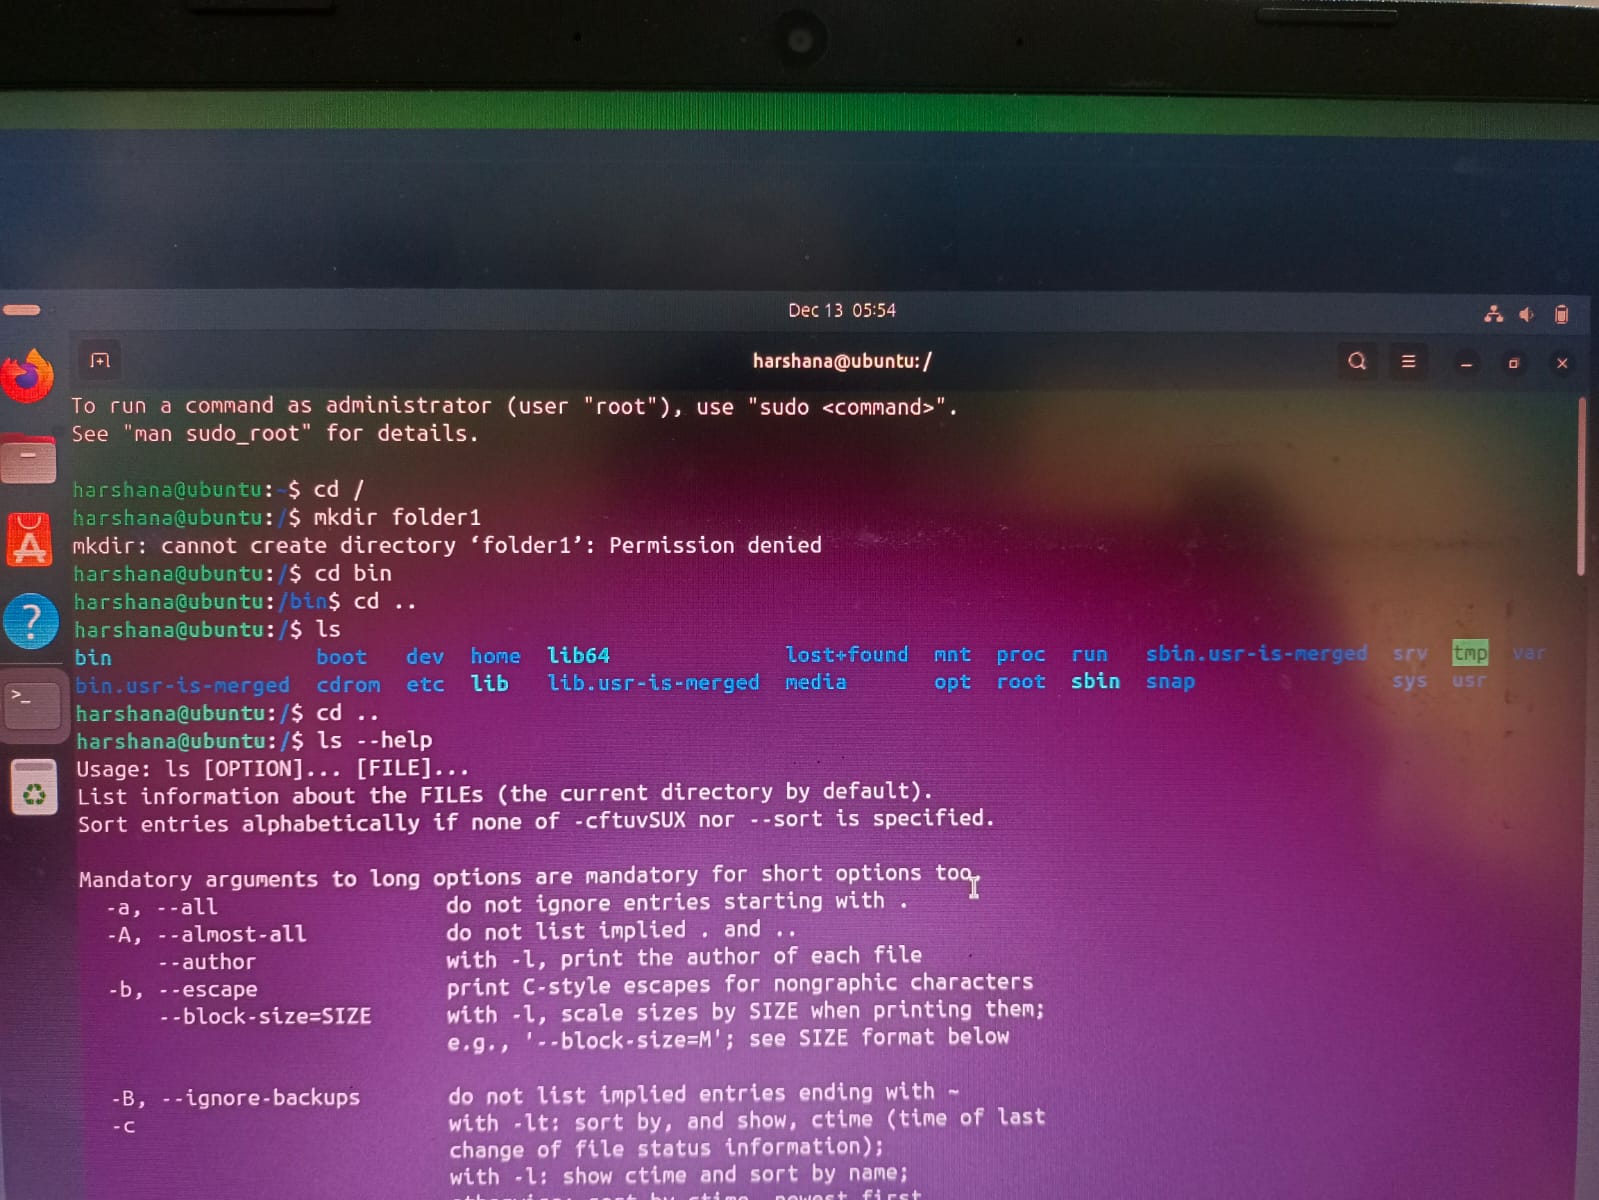 Dec 13 05:54
harshana@ubuntu:/
To run a command as administrator (user "root"), use "sudo <command>".
See "man sudo_root" for details.
harshana@ubuntu:~$ cd /
harshana@ubuntu:/$ mkdir folder1
mkdir: cannot create directory ‘folder1’: Permission denied
harshana@ubuntu:/$ cd bin
harshana@ubuntu:/bin$ cd ..
harshana@ubuntu:/$ ls
bin boot dev home lib64 lost+found mnt proc run sbin.usr-is-merged srv tmp var
bin.usr-is-merged cdrom etc lib lib.usr-is-merged media opt root sbin snap sys usr
harshana@ubuntu:/$ cd ..
harshana@ubuntu:/$ ls --help
Usage: ls [OPTION]... [FILE]...
List information about the FILEs (the current directory by default).
Sort entries alphabetically if none of -cftuvSUX nor --sort is specified.
Mandatory arguments to long options are mandatory for short options too.
-a, --all do not ignore entries starting with .
-A, --almost-all do not list implied . and ..
--author with -l, print the author of each file
-b, --escape print C-style escapes for nongraphic characters
--block-size=SIZE with -l, scale sizes by SIZE when printing them;
e.g., '--block-size=M'; see SIZE format below
-B, --ignore-backups do not list implied entries ending with ~
-c with -lt: sort by, and show, ctime (time of last
change of file status information);
with -l: show ctime and sort by name;
otherwise: sort by ctime, newest first